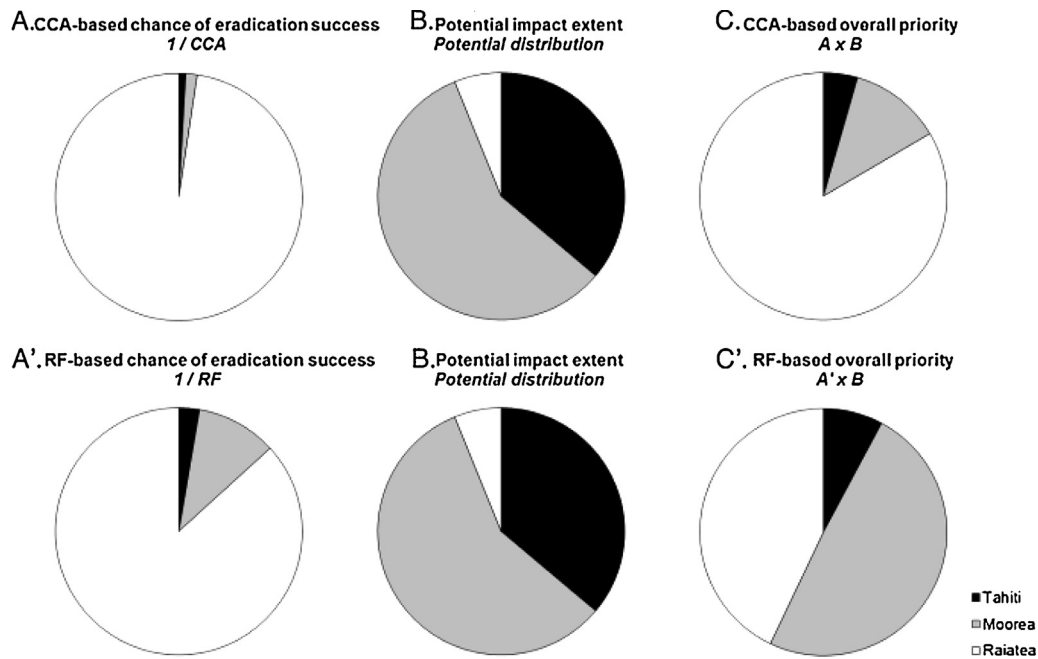 A.CCA-based chance of eradication success
1 / CCA
B.Potential impact extent
Potential distribution
C. CCA-based overall priority
A x B
A'. RF-based chance of eradication success
1 / RF
B.Potential impact extent
Potential distribution
C'. RF-based overall priority
A' x B
Tahiti
Moorea
Raiatea